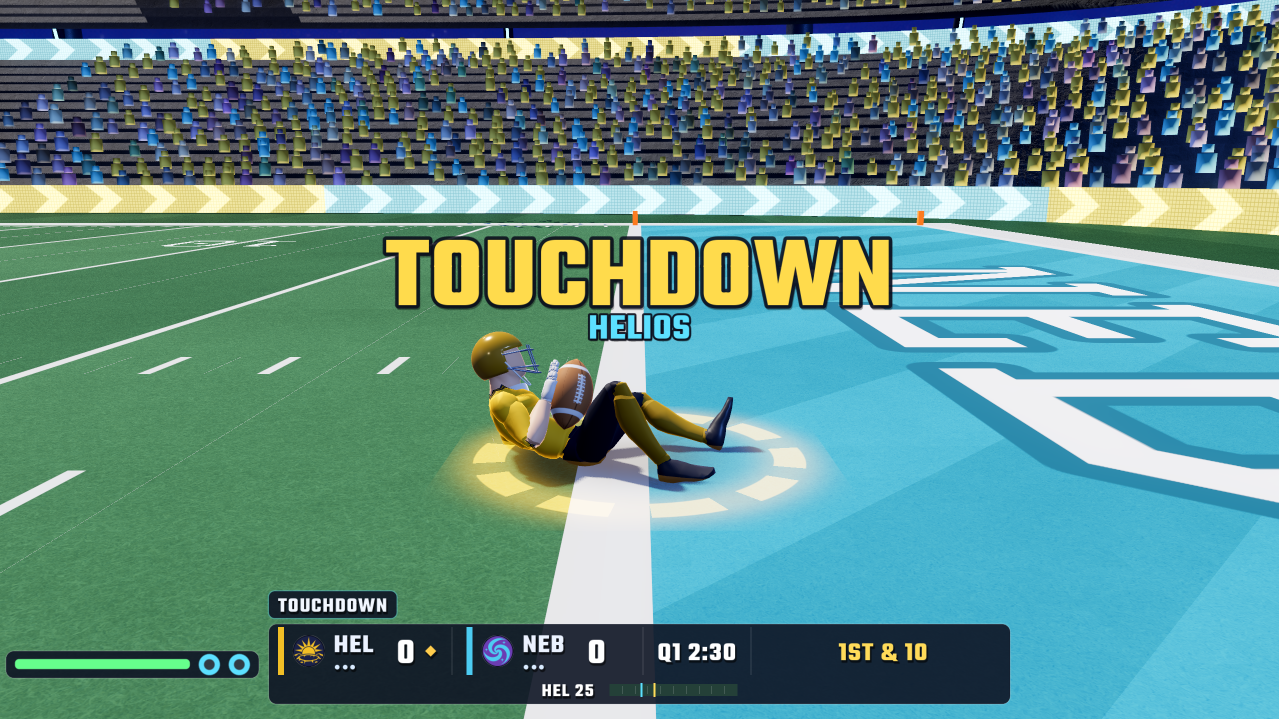 TOUCHDOWN
HELIOS
TOUCHDOWN
HEL 0
NEB 0
Q1 2:30
1ST & 10
HEL 25